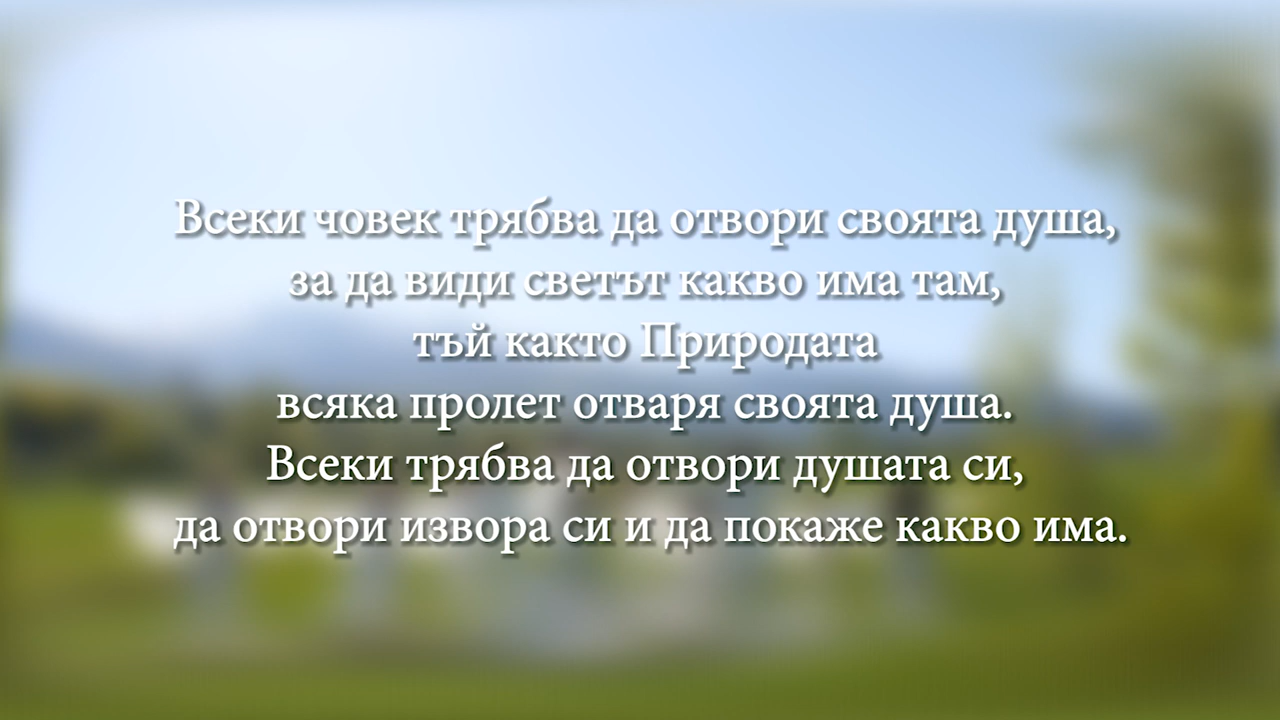 Всеки човек трябва да отвори своята душа,
за да види светът какво има там,
тъй както Природата
всяка пролет отваря своята душа.
Всеки трябва да отвори душата си,
да отвори извора си и да покаже какво има.